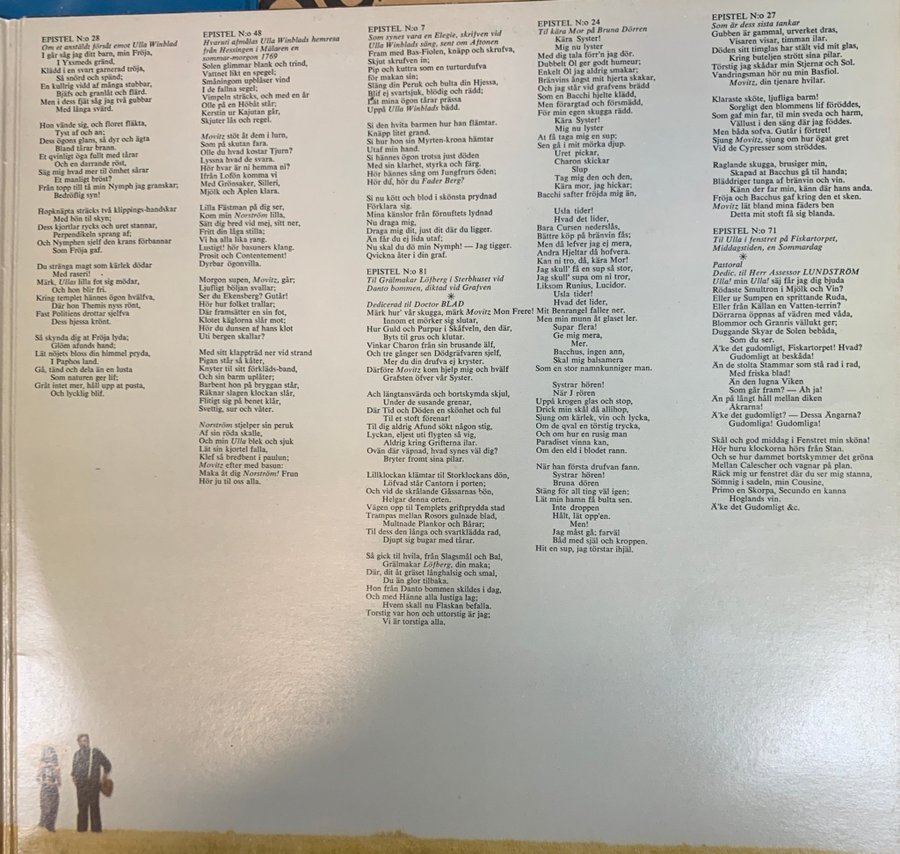 EPISTEL N:o 28
Om et anstäldt försåt emot Ulla Winblad
I går såg jag ditt barn, min Fröja,
I Yxsmeds gränd,
Klädd i en svart garnerad tröja,
Så snörd och spänd;
En kullrig vidd af många stubbar,
Bjäfs och granlåt och flärd.
Men i dess fjät såg jag två gubbar
Med långa svärd.
Hon vände sig, och floret fläkta,
Tyst af och an;
Dess ögons glans, så dyr och ägta
Bland tårar brann.
Et qvinligt öga fullt med tårar
Och en darrande röst,
Säg mig hvad mer til ömhet sårar
Et manligt bröst?
Från topp till tå min Nymph jag granskar;
Bedröflig syn!
Hopknäpta sträcks två klippings-handskar
Med bön til skyn;
Dess kjortlar rycks och uret stannar,
Perpendikeln sprang af;
Och Nymphen sjelf den krans förbannar
Som Fröja gaf.
Du stränga magt som kärlek dödar
Med raseri!
Märk, Ullas lilla fot sig mödar,
Och hon blir fri.
Kring templet hännes ögon hvälfva,
Där hon Themis nyss rönt,
Fast Politiens drottar sjelfva
Dess hjessa krönt.
Så skynda dig at Fröja lyda;
Glöm afunds hand;
Låt nöjets bloss din himmel pryda,
I Paphos land.
Gå, tänd och dela än en lusta
Som naturen ger lif;
Gråt intet mer, håll upp at pusta,
Och lycklig blif.
EPISTEL N:o 48
Hvaruti afmålas Ulla Winblads hemresa
från Hessingen i Mälaren en
sommar-morgon 1769
Solen glimmar blank och trind,
Vattnet likt en spegel;
Småningom upblåser vind
I de fallna segel;
Vimpeln sträcks, och med en år
Olle på en Höbåt står;
Kerstin ur Kajutan går,
Skjuter lås och regel.
Movitz stöt åt dem i lurn,
Som på skutan fara.
Olle du hvad kostar Tjurn?
Lyssna hvad de svara.
Hör hvar är ni hemma ni?
Ifrån Lofön komma vi
Med Grönsaker, Silleri,
Mjölk och Äplen klara.
Lilla Fästman på dig ser,
Kom min Norström lilla,
Sätt dig bred vid mej, sitt ner,
Fritt din låga stilla;
Vi ha alla lika rang.
Lustigt! hör basuners klang.
Prosit och Contentement!
Dyrbar ögonvilla.
Morgon supen, Movitz, går;
Ljufligt böljan svallar;
Ser du Ekensberg? Gutår!
Hör hur folket trallar;
Där framsätter en sin fot,
Klotet käglorna slår mot;
Hör du dunsen af hans klot
Uti bergen skallar?
Med sitt klappträd ner vid strand
Pigan står så kåter,
Knyter til sitt förkläds-band,
Och sin barm uplåter;
Barbent hon på bryggan står,
Räknar slagen klockan slår,
Flitigt sig på benet klår,
Svettig, sur och våter.
Norström stjelper sin peruk
Af sin röda skalle,
Och min Ulla blek och sjuk
Låt sin kjortel falla,
Klef så bredbent i paulun;
Movitz efter med basun:
Maka åt dig Norström! Frun
Hör ju til oss alla.
EPISTEL N:o 7
Som synes vara en Elegie, skrifven vid
Ulla Winblads säng, sent om Aftonen
Fram med Bas-Fiolen, knäpp och skrufva,
Skjut skrufven in;
Pip och kuttra som en turturdufva
för makan sin;
Släng din Peruk och bulta din Hjessa,
Blif ej svartsjuk, blödig och rädd;
Låt mina ögon tårar prässa
Uppå Ulla Winblads bädd.
Si den hvita barmen hur han flämtar.
Knäpp litet grand.
Si hur hon sin Myrten-krona hämtar
Utaf min hand.
Si hännes ögon trotsa just döden
Med sin klarhet, styrka och färg.
Hör hännes sång om Jungfruns öden;
Hör du, hör du Fader Berg?
Si nu kött och blod i skönsta prydnad
Förklara sig.
Mina känslor från förnuftets lydnad
Nu draga mig,
Draga mig dit, just dit där du ligger.
Än får du ej lida utaf;
Nu skal du dö min Nymph! — Jag tigger.
Qvickna åter i din graf.
EPISTEL N:o 81
Til Grälmakar Löfberg i Sterbhuset vid
Danto bommen, diktad vid Grafven
*
Dedicerad til Doctor BLAD
Märk hur' vår skugga, märk Movitz Mon Frere!
Innom et mörker sig slutar,
Hur Guld och Purpur i Skåfveln, den där,
Byts til grus och klutar.
Vinkar Charon från sin brusande älf,
Och tre gånger sen Dödgräfvaren sjelf,
Mer du din drufva ej kryster.
Därföre Movitz kom hjelp mig och hvälf
Grafsten öfver vår Syster.
Ach längtansvärda och bortskymda skjul,
Under de susande grenar,
Där Tid och Döden en skönhet och ful
Til et stoft förenar!
Til dig aldrig Afund sökt någon stig,
Lyckan, eljest uti flygten så vig,
Aldrig kring Grifterna ilar.
Ovän där väpnad, hvad synes väl dig?
Bryter fromt sina pilar.
Lillklockan klämtar til Storklockans dön,
Löfvad står Cantorn i porten;
Och vid de skrålande Gåssarnas bön,
Helgar denna orten.
Vägen opp til Templets griftprydda stad
Trampas mellan Rosors gulnade blad,
Multnade Plankor och Bårar;
Til dess den långa och svartklädda rad,
Djupt sig bugar med tårar.
Så gick til hvila, från Slagsmål och Bal,
Grälmakar Löfberg, din maka;
Där, dit åt gräset långhalsig och smal,
Du än glor tilbaka.
Hon från Danto bommen skildes i dag,
Och med Hänne alla lustiga lag;
Hvem skall nu Flaskan befalla.
Torstig var hon och uttorstig är jag;
Vi är torstiga alla.
EPISTEL N:o 24
Til kära Mor på Bruna Dörren
Kära Syster!
Mig nu lyster
Med dig tala förr'n jag dör.
Dubbelt Öl ger godt humeur;
Enkelt Öl jag aldrig smakar;
Bränvins ångst mit hjerta skakar,
Och jag står vid grafvens brädd
Som en Bacchi hjelte klädd,
Men förargtad och försmädd,
För min egen skugga rädd.
Kära Syster!
Mig nu lyster
At få taga mig en sup;
Sen gå i mitt mörka djup.
Uret pickar,
Charon skickar
Slup
Tag mig den och den,
Kära mor, jag hickar;
Bacchi safter fröjda mig än,
Usla tider!
Hvad det lider,
Bara Cursen nederslås,
Bättre köp på bränvin fås;
Men då lefver jag ej mera,
Andra Hjeltar då hofvera.
Kan ni tro, då, kära Mor!
Jag skull' få en sup så stor,
Jag skull' supa om ni tror,
Liksom Runius, Lucidor.
Usla tider!
Hvad det lider,
Mit Benrangel faller ner,
Men min munn åt glaset ler.
Supar flera!
Ge mig mera,
Mer.
Bacchus, ingen ann,
Skal mig balsamera
Som en stor namnkunniger man.
Systrar hören!
När J rören
Uppå krogen glas och stop,
Drick min skål då allihop,
Sjung om kärlek, vin och lycka,
Om de qval en törstig trycka,
Och om hur en rusig man
Paradiset vinna kan,
Om den eld i blodet rann.
När han första drufvan fann.
Systrar hören!
Bruna dören
Stäng för all ting väl igen;
Låt min hamn få bulta sen.
Inte droppen
Hålt, låt opp'en.
Men!
Jag måst gå; farväl
Båd med själ och kroppen.
Hit en sup, jag törstar ihjäl.
EPISTEL N:o 27
Som är dess sista tankar
Gubben är gammal, urverket dras,
Visaren visar, timman ilar.
Döden sitt timglas har stält vid mit glas,
Kring buteljen strött sina pilar.
Törstig jag skådar min Stjerna och Sol.
Vandringsman hör nu min Basfiol.
Movitz, din tjenare hvilar.
Klaraste sköte, ljufliga barm!
Sorgligt den blommens lif föröddes,
Som gaf min far, til min sveda och harm,
Vällust i den säng där jag föddes.
Men båda sofva. Gutår i förtret!
Sjung Movitz, sjung om hur ögat gret
Vid de Cypresser som ströddes.
Raglande skugga, brusiger min,
Skapad at Bacchus gå til handa;
Bläddriger tunga af bränvin och vin.
Känn der far min, känn där hans anda.
Fröja och Bacchus gaf kring den et sken.
Movitz låt bland mina fäders ben
Detta mit stoft få sig blanda.
EPISTEL N:o 71
Til Ulla i fenstret på Fiskartorpet,
Middagstiden, en Sommardag
*
Pastoral
Dedic, til Herr Assessor LUNDSTRÖM
Ulla! min Ulla! säj får jag dig bjuda
Rödaste Smultron i Mjölk och Vin?
Eller ur Sumpen en sprittande Ruda,
Eller från Källan en Vatten-terrin?
Dörrarna öppnas af vädren med våda,
Blommor och Granris vällukt ger;
Duggande Skyar de Solen bebåda,
Som du ser.
Ä'ke det gudomligt, Fiskartorpet! Hvad?
Gudomligt at beskåda!
Än de stolta Stammar som stå rad i rad,
Med friska blad!
Än den lugna Viken
Som går fram? — Åh ja!
Än på långt håll mellan diken
Åkrarna!
Ä'ke det gudomligt? — Dessa Ängarna?
Gudomliga! Gudomliga!
Skål och god middag i Fenstret min sköna!
Hör huru klockorna hörs från Stan.
Och se hur dammet bortskymmer det gröna
Mellan Calescher och vagnar på plan.
Räck mig ur fenstret där du ser mig stanna,
Sömnig i sadeln, min Cousine,
Primo en Skorpa, Secundo en kanna
Hoglands vin.
Ä'ke det Gudomligt &c.